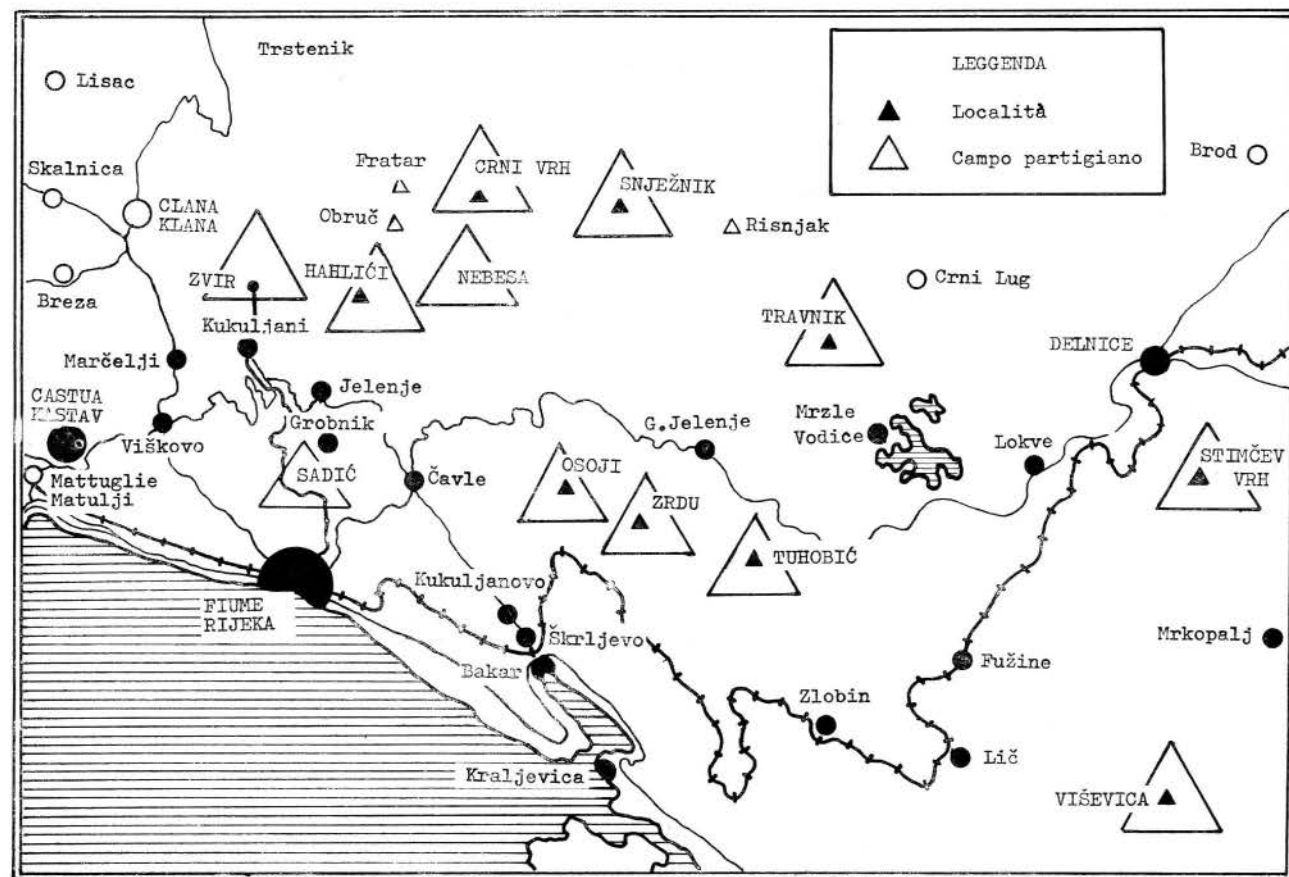 Trstenik
Lisac
LEGGENDA
Località
Campo partigiano
Skalnica
Fratar
CRNI VRH
SNJEŽNIK
Brod
CLANA
KLANA
Obruč
Risnjak
ZVIR
HAHLIĆI
NEBESA
Crni Lug
Breza
Kukuljani
TRAVNIK
DELNICE
Marčelji
CASTUA
KASTAV
Jelenje
Grobnik
Viškovo
G.Jelenje
Mrzle
Vodice
Lokve
SADIĆ
Čavle
OSOJI
STIMČEV
VRH
Mattuglie
Matulji
ZRDU
TUHOBIĆ
Kukuljanovo
FIUME
RIJEKA
Škrljevo
Mrkopalj
Bakar
Fužine
Zlobin
Lič
Kraljevica
VIŠEVICA